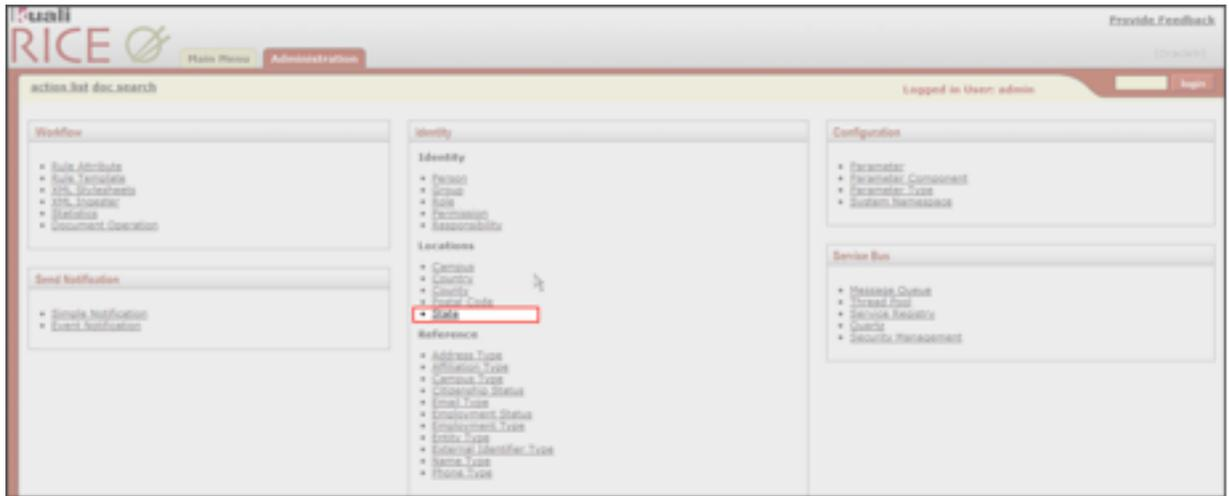 Kuali
RICE
Provide Feedback
Main Menu
Administration
action list doc search
Logged in User: admin
login
Workflow
Rule Attribute
Rule Template
XML Stylesheets
XML Ingester
Statistics
Document Operation
Send Notification
Simple Notification
Event Notification
Identity
Identity
Person
Group
Role
Permission
Responsibility
Locations
Campus
Country
County
Postal Code
State
Reference
Address Type
Affiliation Type
Campus Type
Citizenship Status
Email Type
Employment Status
Employment Type
Entity Type
External Identifier Type
Name Type
Phone Type
Configuration
Parameter
Parameter Component
Parameter Type
System Namespace
Service Bus
Message Queue
Thread Pool
Service Registry
Quartz
Security Management